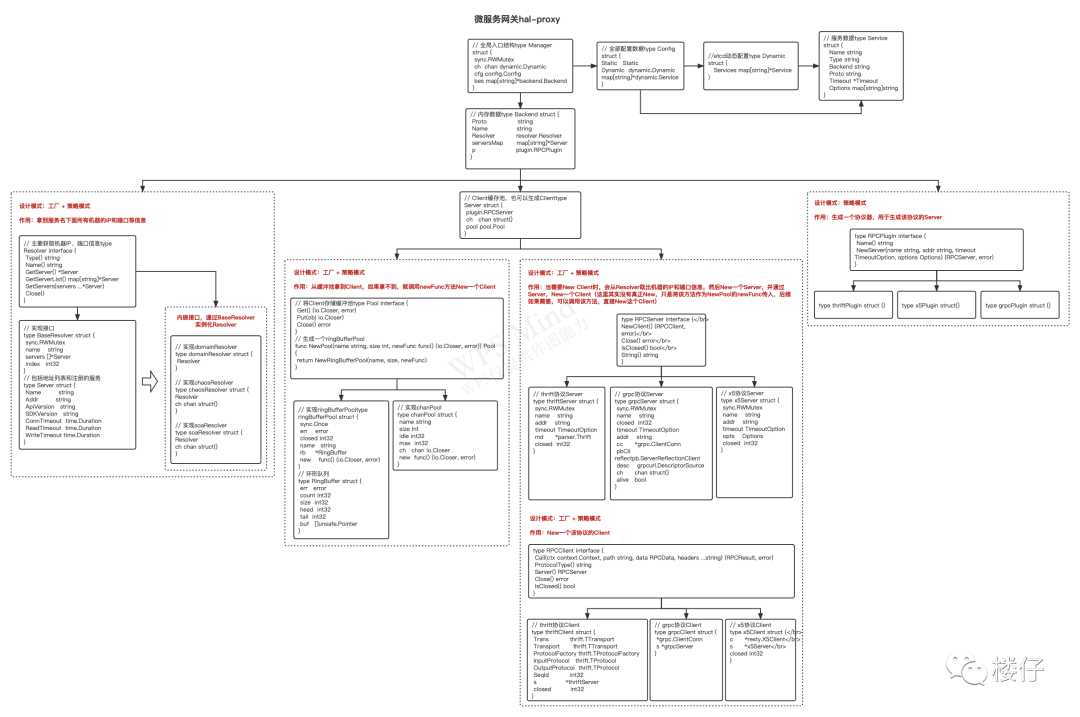 微服务网关hal-proxy
// 全局入口结构type Manager
struct {
sync.RWMutex
ch chan dynamic.Dynamic
cfg config.Config
bes map[string]*backend.Backend
}
// 全部配置数据type Config
struct {
Static Static
Dynamic dynamic.Dynamic
map[string]*dynamic.Service
}
//etcd动态配置type Dynamic
struct {
Services map[string]*Service
}
// 服务数据type Service
struct {
Name string
Type string
Backend string
Proto string
Timeout *Timeout
Options map[string]string
}
// 内存数据type Backend struct {
Proto string
Name string
Resolver resolver.Resolver
serversMap map[string]*Server
p plugin.RPCPlugin
}
设计模式：工厂 + 策略模式
作用：拿到服务名下面所有机器的IP和端口等信息
// 主要获取机器IP、端口信息type
Resolver interface {
Type() string
Name() string
GetServer() *Server
GetServerList() map[string]*Server
SetServers(servers ...*Server)
Close()
}
// 实现接口
type BaseResolver struct {
sync.RWMutex
name string
servers []*Server
index int32
}
// 包括地址列表和注册的服务
type Server struct {
Name string
Addr string
ApiVersion string
SDKVersion string
ConnTimeout time.Duration
ReadTimeout time.Duration
WriteTimeout time.Duration
}
内嵌接口，通过BaseResolver
实例化Resolver
// 实现domainResolver
type domainResolver struct {
Resolver
}
// 实现chaosResolver
type chaosResolver struct {
Resolver
ch chan struct{}
}
// 实现soaResolver
type soaResolver struct {
Resolver
ch chan struct{}
}
// Client缓存池，也可以生成Clienttype
Server struct {
plugin.RPCServer
ch chan struct{}
pool pool.Pool
}
设计模式：工厂 + 策略模式
作用：从缓冲池拿到Client，如果拿不到，就调用newFunc方法New一个Client
// 将Client存储缓冲池type Pool interface {
Get() (io.Closer, error)
Put(obj io.Closer)
Close() error
}
// 生成一个ringBufferPool
func NewPool(name string, size int, newFunc func() (io.Closer, error)) Pool
{
return NewRingBufferPool(name, size, newFunc)
}
// 实现ringBufferPooltype
ringBufferPool struct {
sync.Once
err error
closed int32
name string
rb *RingBuffer
new func() (io.Closer, error)
}
// 环形队列
type RingBuffer struct {
err error
count int32
size int32
head int32
tail int32
buf []unsafe.Pointer
}
// 实现chanPool
type chanPool struct {
name string
size int
idle int32
max int32
ch chan io.Closer
new func() (io.Closer, error)
}
设计模式：工厂 + 策略模式
作用：当需要New Client时，会从Resolver取出机器的IP和端口信息，然后New一个Server，并通过
Server，New一个Client（这里其实没有真正New，只是将该方法作为NewPool的newFunc传入，后续
如果需要，可以调用该方法，直接New这个Client）
type RPCServer interface {</br>
NewClient() (RPCClient,
error)</br>
Close() error</br>
IsClosed() bool</br>
String() string
}
// thrift协议Server
type thriftServer struct {
sync.RWMutex
name string
addr string
timeout TimeoutOption
md *parser.Thrift
closed int32
}
// grpc协议Server
type grpcServer struct {
sync.RWMutex
name string
closed int32
timeout TimeoutOption
addr string
cc *grpc.ClientConn
pbCli
reflectpb.ServerReflectionClient
desc grpcurl.DescriptorSource
ch chan struct{}
alive bool
}
// x5协议Server
type x5Server struct {
sync.RWMutex
name string
addr string
timeout TimeoutOption
opts Options
closed int32
}
设计模式：工厂 + 策略模式
作用：New一个该协议的Client
type RPCClient interface {
Call(ctx context.Context, path string, data RPCData, headers ...string) (RPCResult, error)
ProtocolType() string
Server() RPCServer
Close() error
IsClosed() bool
}
// thrift协议Client
type thriftClient struct {
Trans thrift.TTransport
Transport thrift.TTransport
ProtocolFactory thrift.TProtocolFactory
InputProtocol thrift.TProtocol
OutputProtocol thrift.TProtocol
SeqId int32
s *thriftServer
closed int32
}
// grpc协议Client
type grpcClient struct {
*grpc.ClientConn
s *grpcServer
}
// x5协议Client
type x5Client struct {</br>
c *resty.X5Client</br>
s *x5Server</br>
closed int32
}
设计模式：策略模式
作用：生成一个协议器，用于生成该协议的Server
type RPCPlugin interface {
Name() string
NewServer(name string, addr string, timeout
TimeoutOption, options Options) (RPCServer, error)
}
type thriftPlugin struct {}
type x5Plugin struct{}
type grpcPlugin struct {}
楼仔